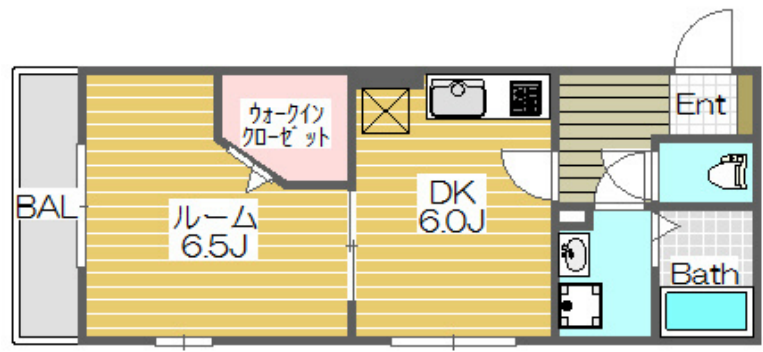 Ent
ウォークイン
クローゼット
BAL
ルーム
6.5J
DK
6.0J
Bath